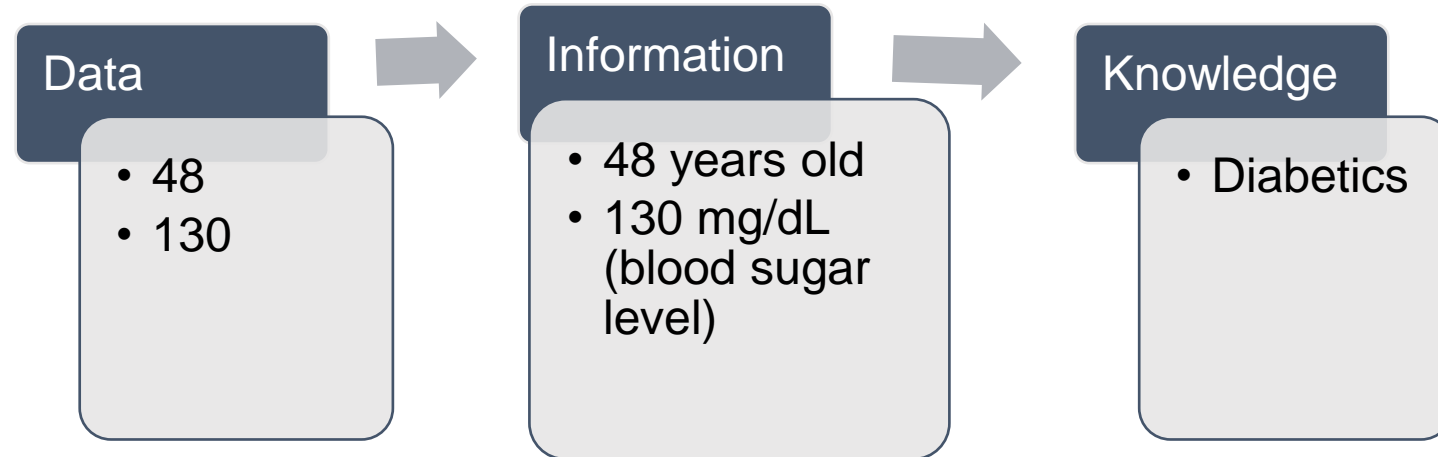 Data
• 48
• 130
Information
• 48 years old
• 130 mg/dL
(blood sugar
level)
Knowledge
• Diabetics